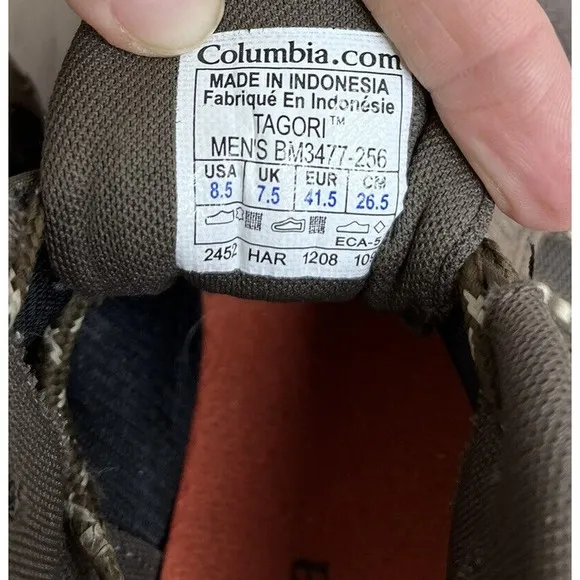 Columbia.com
MADE IN INDONESIA
Fabriqué En Indonésie
TAGORI™
MEN'S BM3477-256
USA UK EUR CM
8.5 7.5 41.5 26.5
2452 HAR 1208